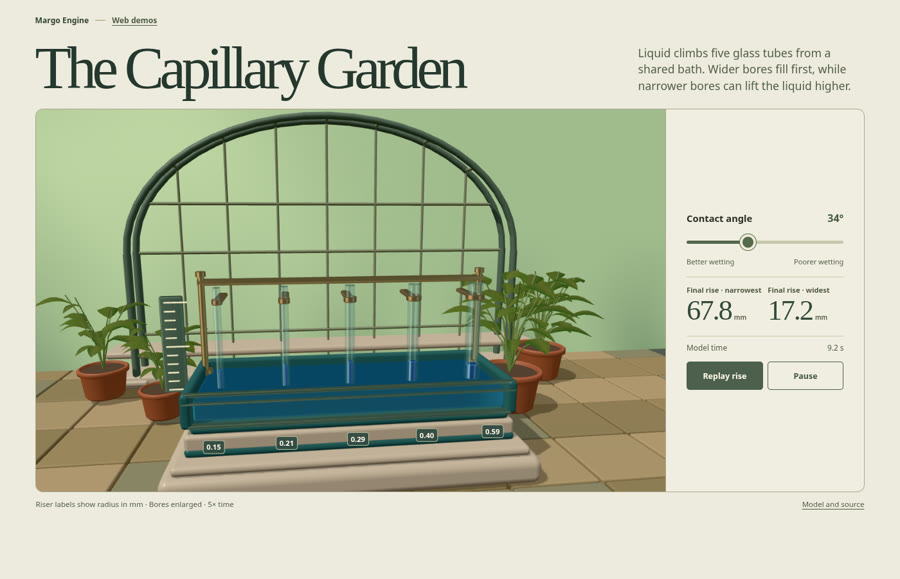 Margo Engine — Web demos
The Capillary Garden
Liquid climbs five glass tubes from a
shared bath. Wider bores fill first, while
narrower bores can lift the liquid higher.
0.15
0.21
0.29
0.40
0.59
Contact angle 34°
Better wetting Poorer wetting
Final rise · narrowest Final rise · widest
67.8 mm 17.2 mm
Model time 9.2 s
Replay rise Pause
Riser labels show radius in mm · Bores enlarged · 5× time
Model and source